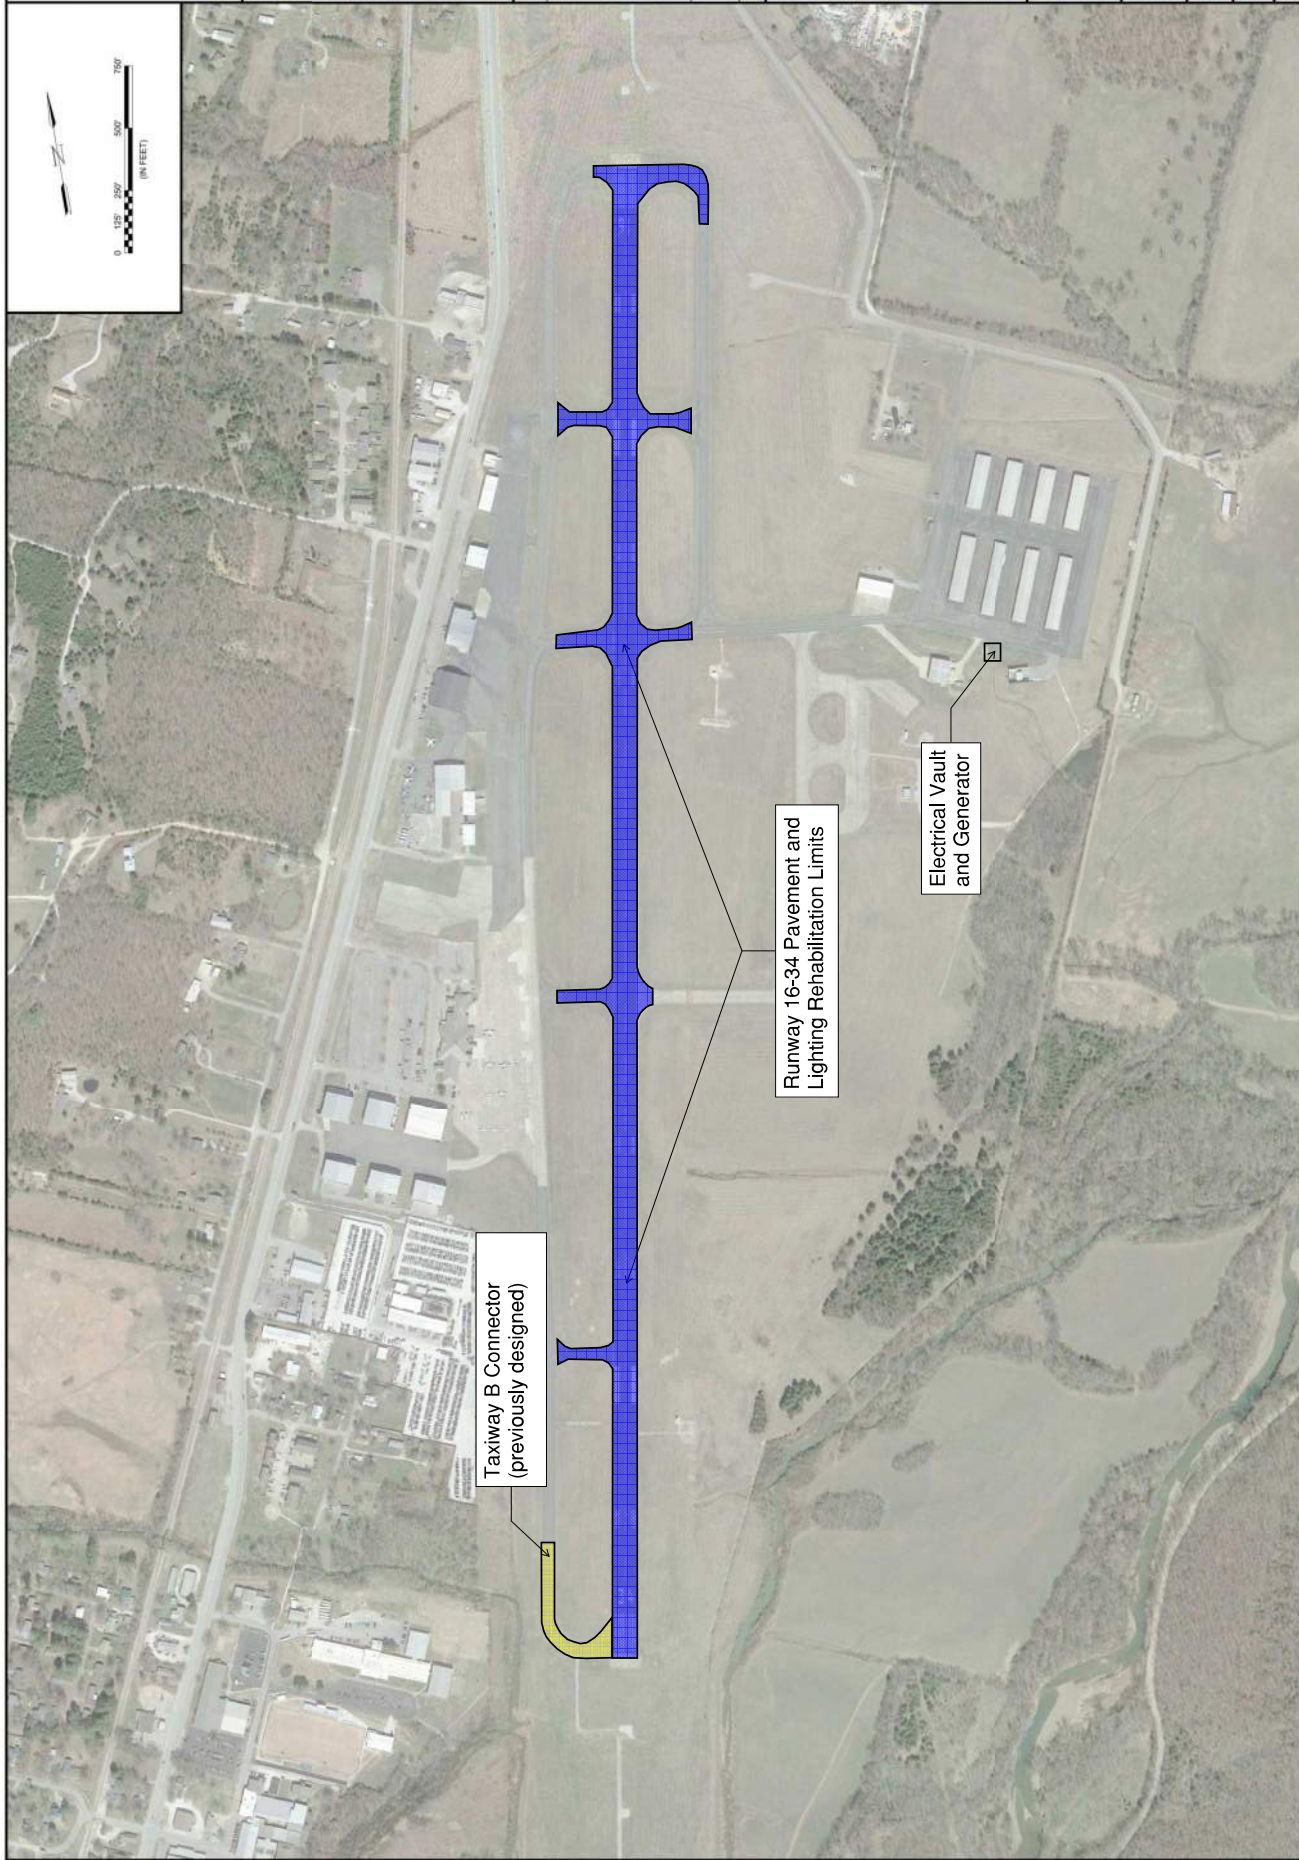 0
125'
250'
500'
750'
(IN FEET)
N
Taxiway B Connector
(previously designed)
Runway 16-34 Pavement and
Lighting Rehabilitation Limits
Electrical Vault
and Generator